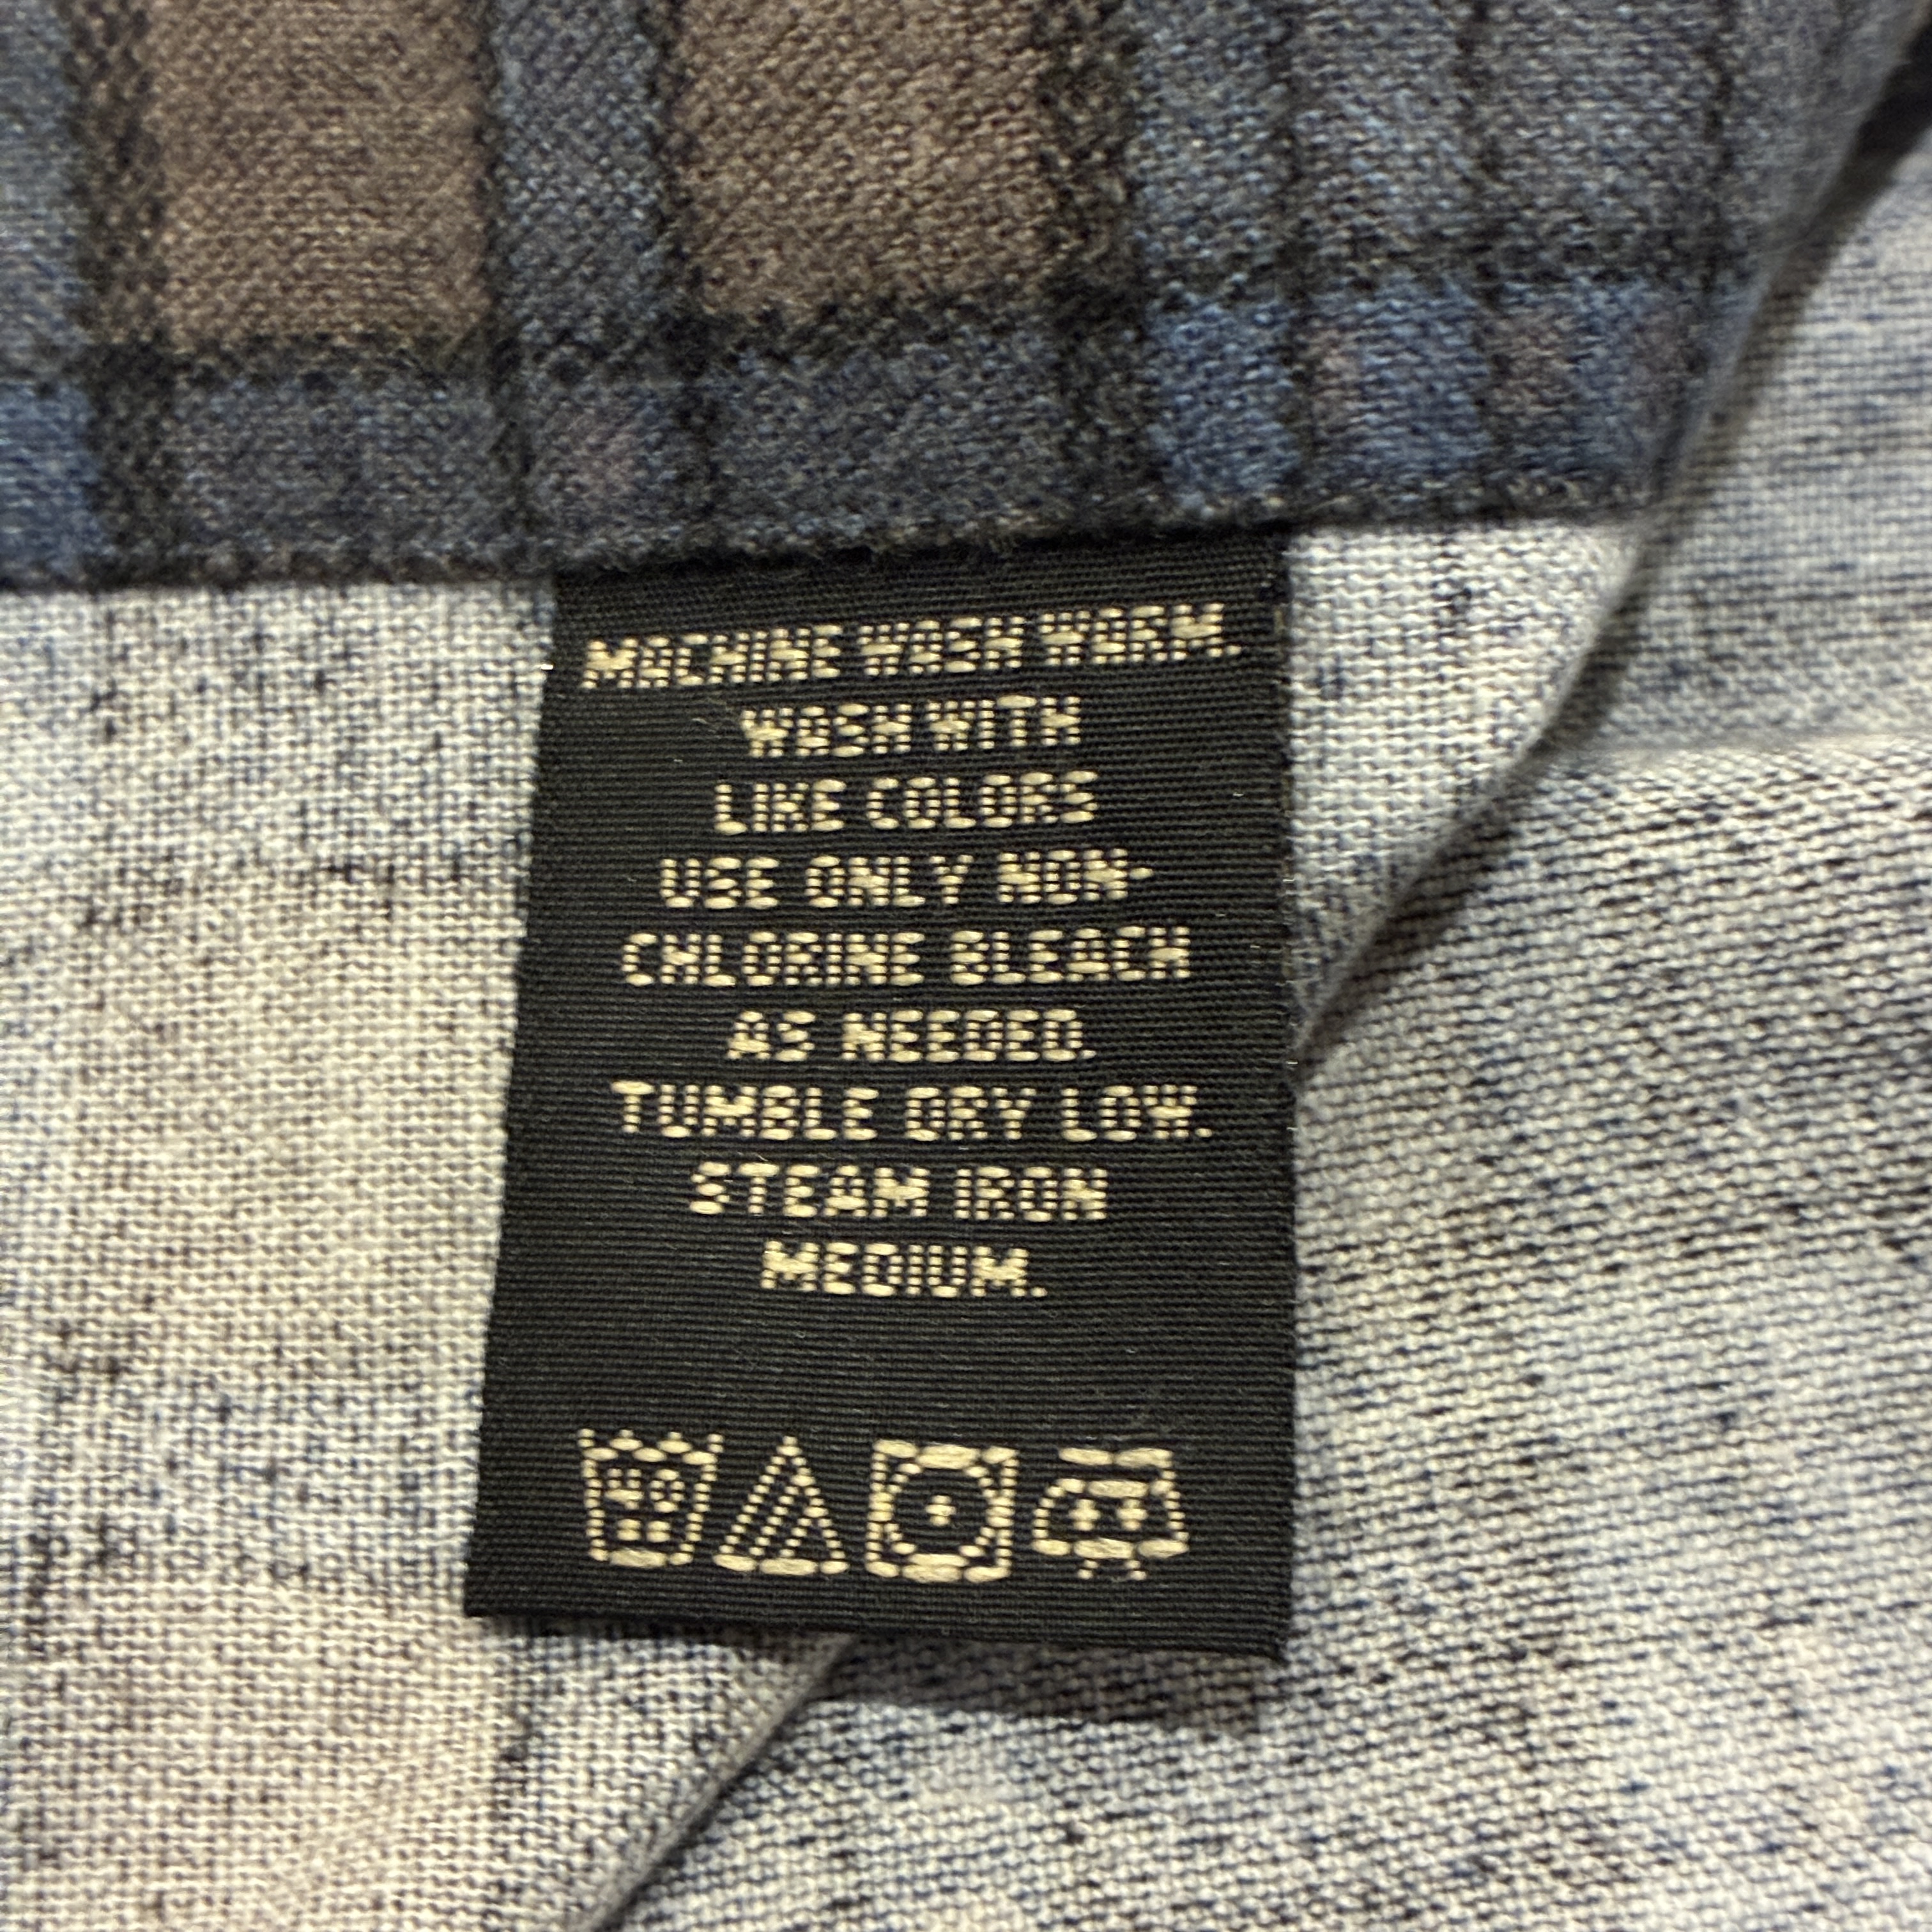 MACHINE WASH WARM.
WASH WITH
LIKE COLORS
USE ONLY NON-
CHLORINE BLEACH
AS NEEDED.
TUMBLE DRY LOW.
STEAM IRON
MEDIUM.
40